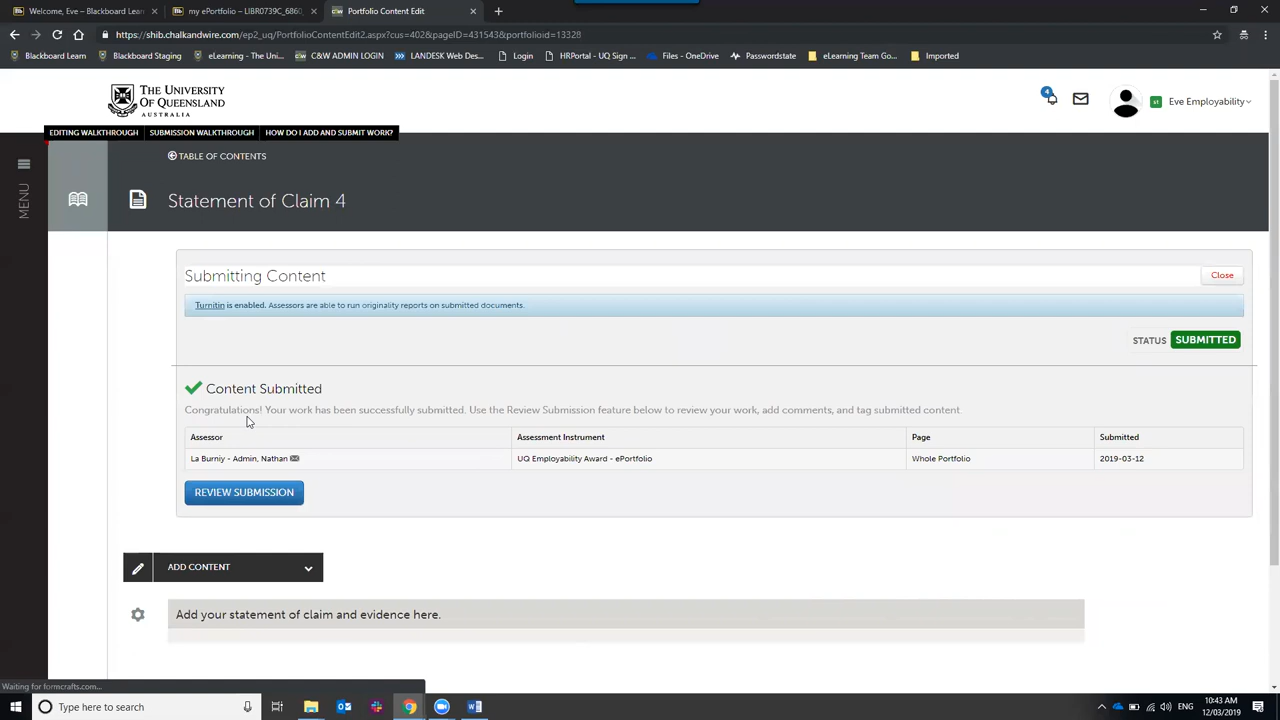 Welcome, Eve – Blackboard Learn
my ePortfolio – LIBR0CY_6860_
Portfolio Content Edit
https://shib.chalkandwire.com/ep2_uq/PortfolioContentEdit2.aspx?cus=402&pageID=431543&portfolioid=13328
Blackboard Learn
Blackboard Staging
eLearning - The Uni...
C&W ADMIN LOGIN
LANDESK Web Des...
Login
HRPortal - UQ Sign ...
Files - OneDrive
Passwordstate
eLearning Team Go...
Imported
THE UNIVERSITY
OF QUEENSLAND
AUSTRALIA
4
st
Eve Employability
EDITING WALKTHROUGH
SUBMISSION WALKTHROUGH
HOW DO I ADD AND SUBMIT WORK?
MENU
TABLE OF CONTENTS
Statement of Claim 4
Submitting Content
Close
Turnitin is enabled. Assessors are able to run originality reports on submitted documents.
STATUS SUBMITTED
Content Submitted
Congratulations! Your work has been successfully submitted. Use the Review Submission feature below to review your work, add comments, and tag submitted content.
Assessor Assessment Instrument Page Submitted
La Burniy - Admin, Nathan UQ Employability Award - ePortfolio Whole Portfolio 2019-03-12
REVIEW SUBMISSION
ADD CONTENT
Add your statement of claim and evidence here.
Waiting for formcrafts.com...
Type here to search
ENG
10:43 AM
12/03/2019